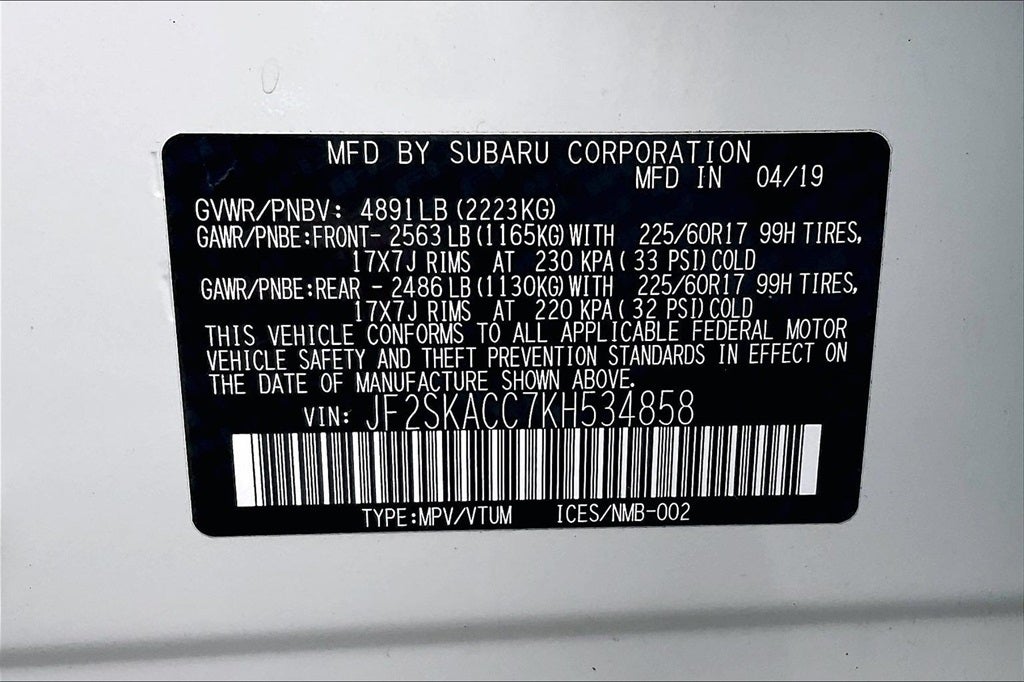 MFD BY SUBARU CORPORATION
MFD IN 04/19
GVWR/PNBV: 4891LB(2223KG)
GAWR/PNBE:FRONT- 2563LB(1165KG)WITH 225/60R17 99H TIRES,
17X7J RIMS AT 230 KPA( 33 PSI)COLD
GAWR/PNBE:REAR - 2486LB(1130KG)WITH 225/60R17 99H TIRES,
17X7J RIMS AT 220 KPA( 32 PSI)COLD
THIS VEHICLE CONFORMS TO ALL APPLICABLE FEDERAL MOTOR
VEHICLE SAFETY AND THEFT PREVENTION STANDARDS IN EFFECT ON
THE DATE OF MANUFACTURE SHOWN ABOVE.
VIN: JF2SKACC7KH534858
TYPE:MPV/VTUM ICES/NMB-002